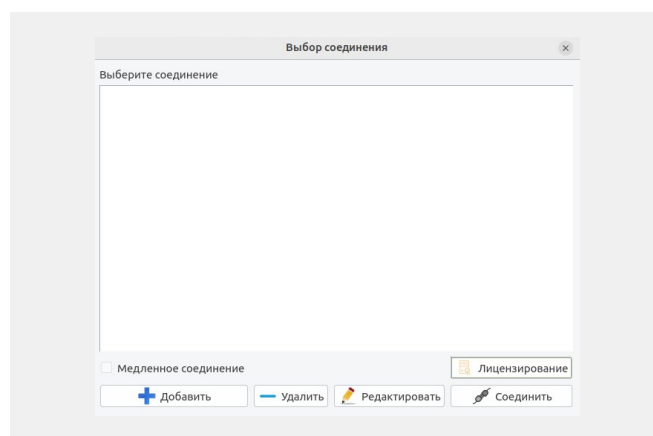 Выбор соединения
Выберите соединение
Медленное соединение
Лицензирование
Добавить
Удалить
Редактировать
Соединить